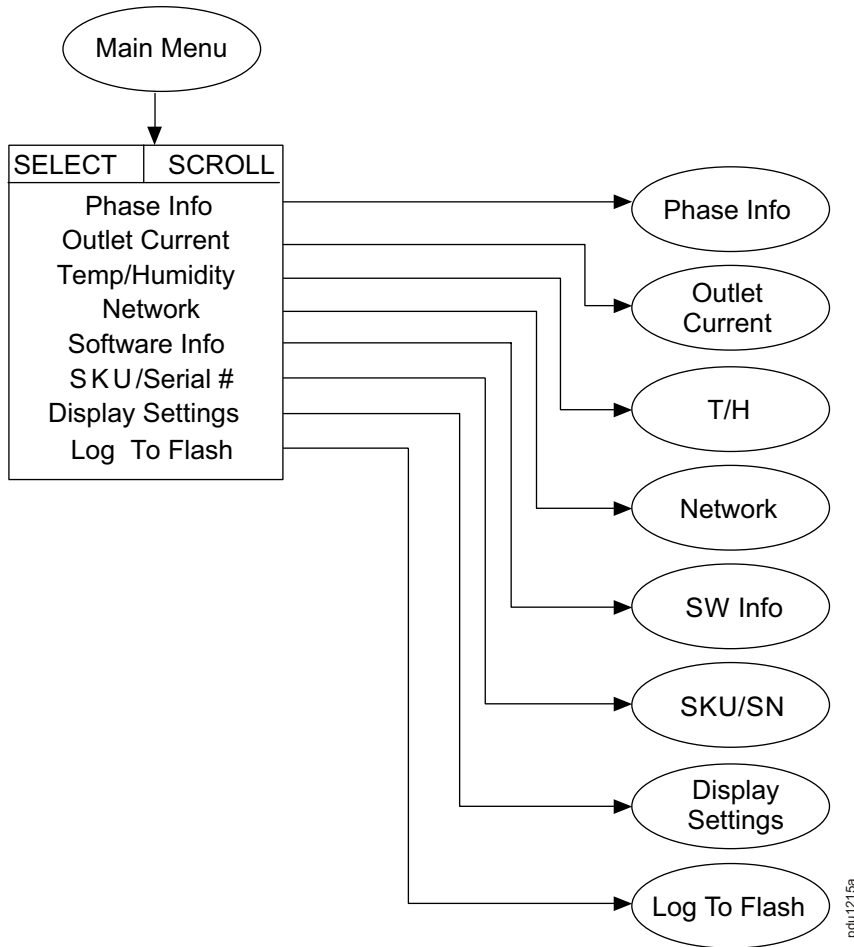 Main Menu
SELECT SCROLL
Phase Info
Outlet Current
Temp/Humidity
Network
Software Info
SKU/Serial #
Display Settings
Log To Flash
Phase Info
Outlet
Current
T/H
Network
SW Info
SKU/SN
Display
Settings
Log To Flash
pdu1215a